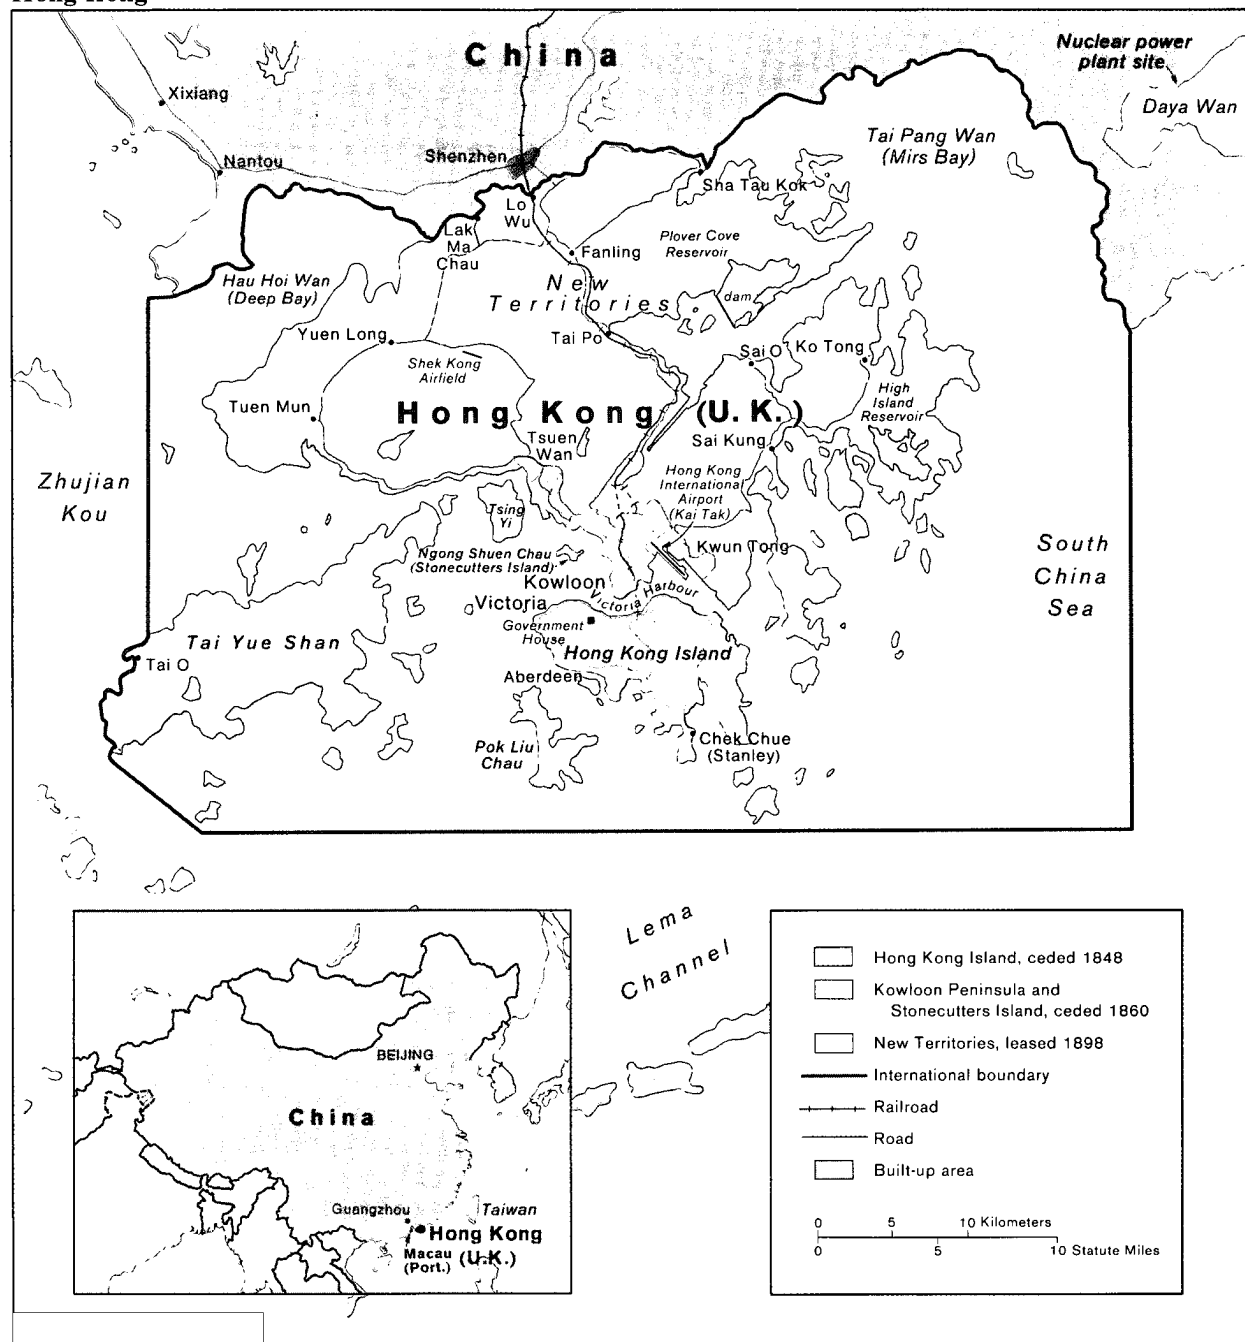 Hong Kong
China
Nuclear power
plant site
Daya Wan
Xixiang
Tai Pang Wan
(Mirs Bay)
Nantou
Shenzhen
Sha Tau Kok
Lo
Wu
Lak
Ma
Chau
Fanling
Plover Cove
Reservoir
Hau Hoi Wan
(Deep Bay)
New
Territories
dam
Yuen Long
Tai Po
Sai O
Ko Tong
Shek Kong
Airfield
High
Island
Reservoir
Tuen Mun
Hong Kong (U.K.)
Tsuen
Wan
Sai Kung
Zhujian
Kou
Hong Kong
International
Airport
(Kai Tak)
Tsing
Yi
Ngong Shuen Chau
(Stonecutters Island)
Kwun Tong
South
China
Sea
Kowloon
Victoria
Victoria Harbour
Government
House
Tai Yue Shan
Hong Kong Island
Tai O
Aberdeen
Chek Chue
(Stanley)
Pok Liu
Chau
Lema
Channel
BEIJING
China
Guangzhou
Taiwan
Hong Kong
(U.K.)
Macau
(Port.)
Hong Kong Island, ceded 1848
Kowloon Peninsula and
Stonecutters Island, ceded 1860
New Territories, leased 1898
International boundary
Railroad
Road
Built-up area
0 5 10 Kilometers
0 5 10 Statute Miles